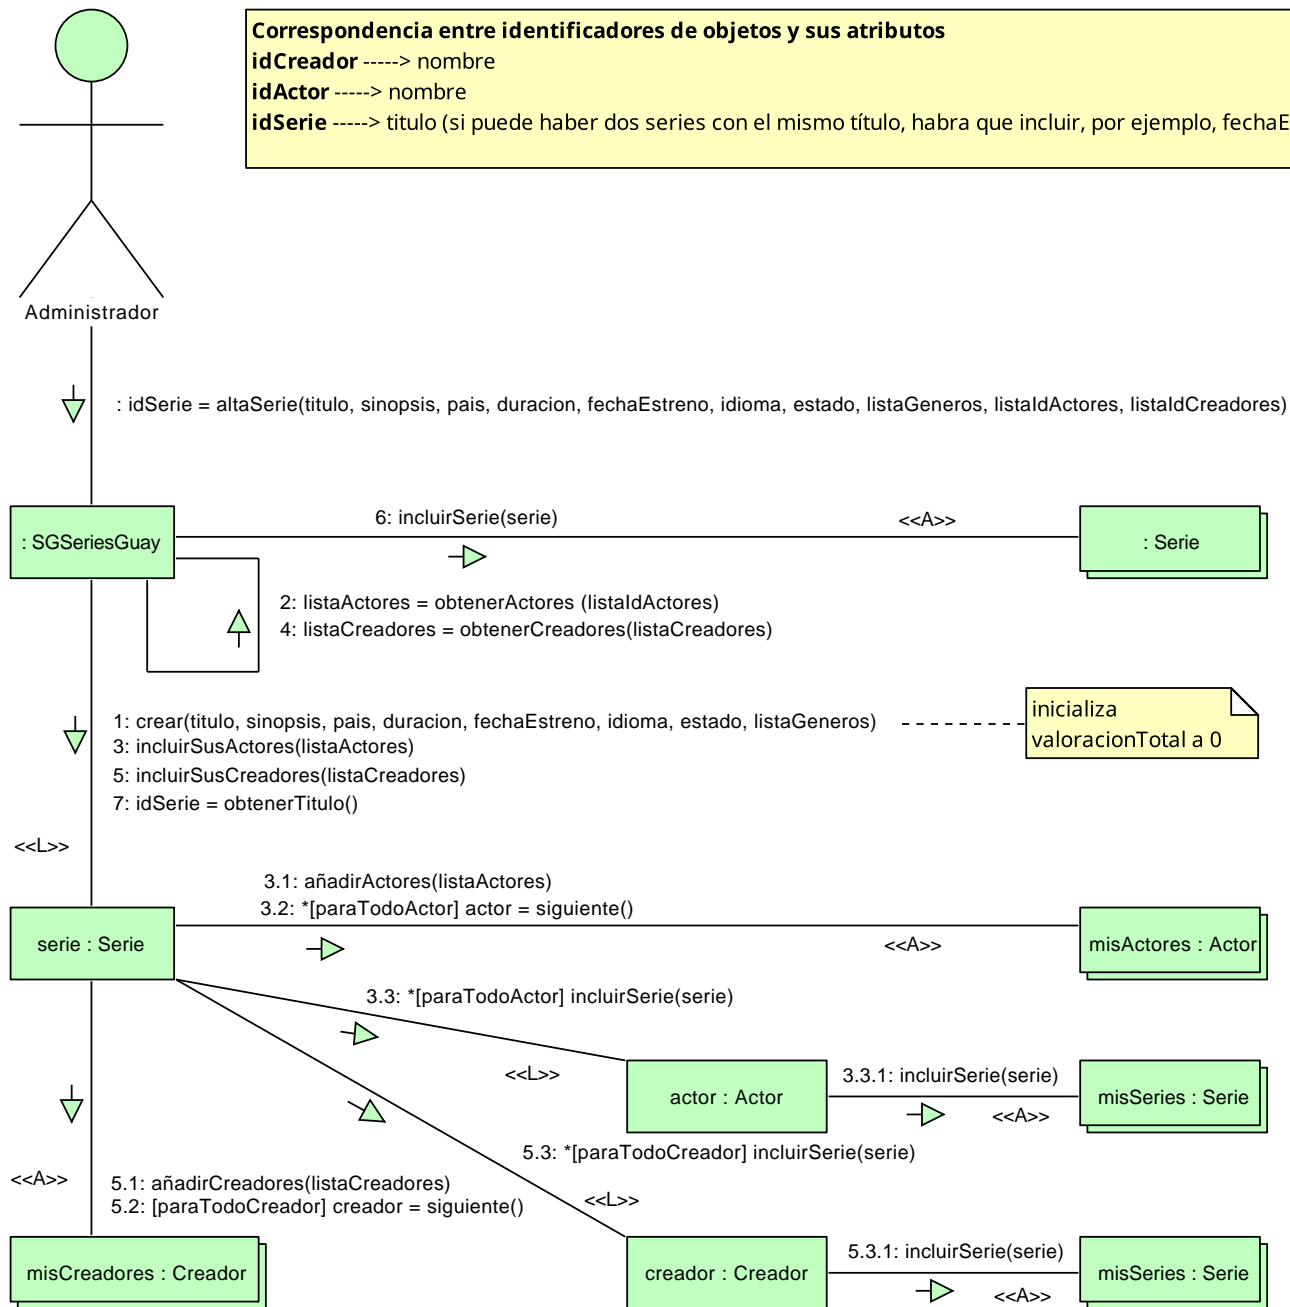 Correspondencia entre identificadores de objetos y sus atributos
idCreador -----> nombre
idActor -----> nombre
idSerie -----> titulo (si puede haber dos series con el mismo título, habra que incluir, por ejemplo, fechaE
Administrador
: idSerie = altaSerie(titulo, sinopsis, pais, duracion, fechaEstreno, idioma, estado, listaGeneros, listaIdActores, listaIdCreadores)
6: incluirSerie(serie)
<<A>>
: SGSeriesGuay
: Serie
2: listaActores = obtenerActores (listaIdActores)
4: listaCreadores = obtenerCreadores(listaCreadores)
1: crear(titulo, sinopsis, pais, duracion, fechaEstreno, idioma, estado, listaGeneros)
3: incluirSusActores(listaActores)
5: incluirSusCreadores(listaCreadores)
7: idSerie = obtenerTitulo()
inicializa
valoracionTotal a 0
<<L>>
3.1: añadirActores(listaActores)
3.2: *[paraTodoActor] actor = siguiente()
serie : Serie
<<A>>
misActores : Actor
3.3: *[paraTodoActor] incluirSerie(serie)
<<L>>
actor : Actor
3.3.1: incluirSerie(serie)
<<A>>
misSeries : Serie
5.3: *[paraTodoCreador] incluirSerie(serie)
<<A>>
5.1: añadirCreadores(listaCreadores)
5.2: [paraTodoCreador] creador = siguiente()
<<L>>
misCreadores : Creador
creador : Creador
5.3.1: incluirSerie(serie)
<<A>>
misSeries : Serie